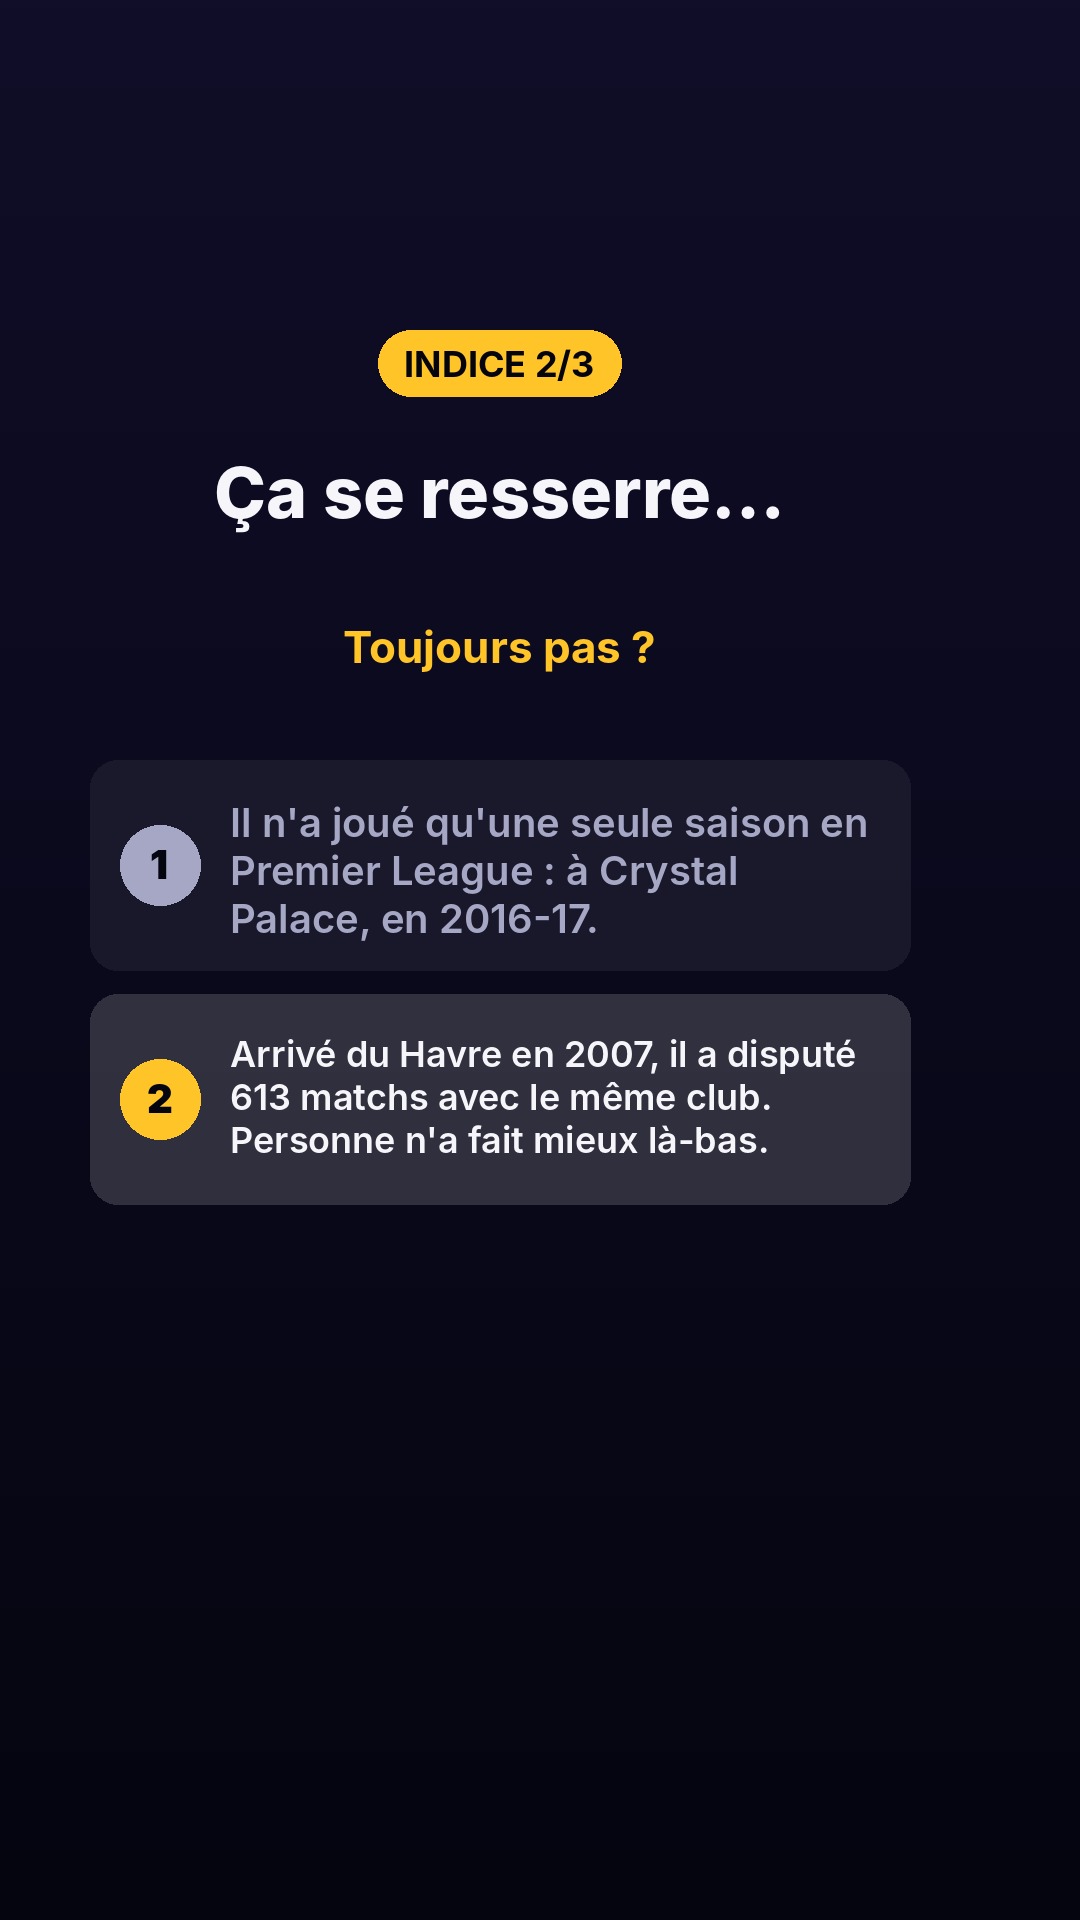 INDICE 2/3
Ça se resserre...
Toujours pas ?
1
Il n'a joué qu'une seule saison en
Premier League : à Crystal
Palace, en 2016-17.
2
Arrivé du Havre en 2007, il a disputé
613 matchs avec le même club.
Personne n'a fait mieux là-bas.